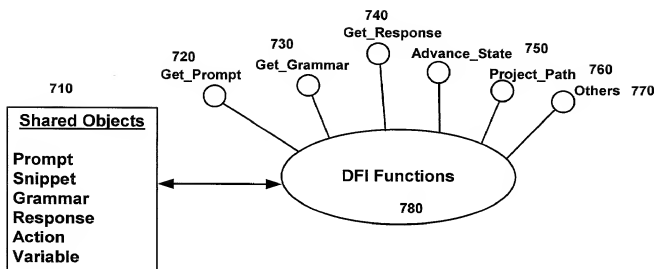 740
Get_Response
720
Get_Prompt
730
Get_Grammar
Advance_State
750
Project_Path
760
Others 770
710
Shared Objects
Prompt
Snippet
Grammar
Response
Action
Variable
DFI Functions
780